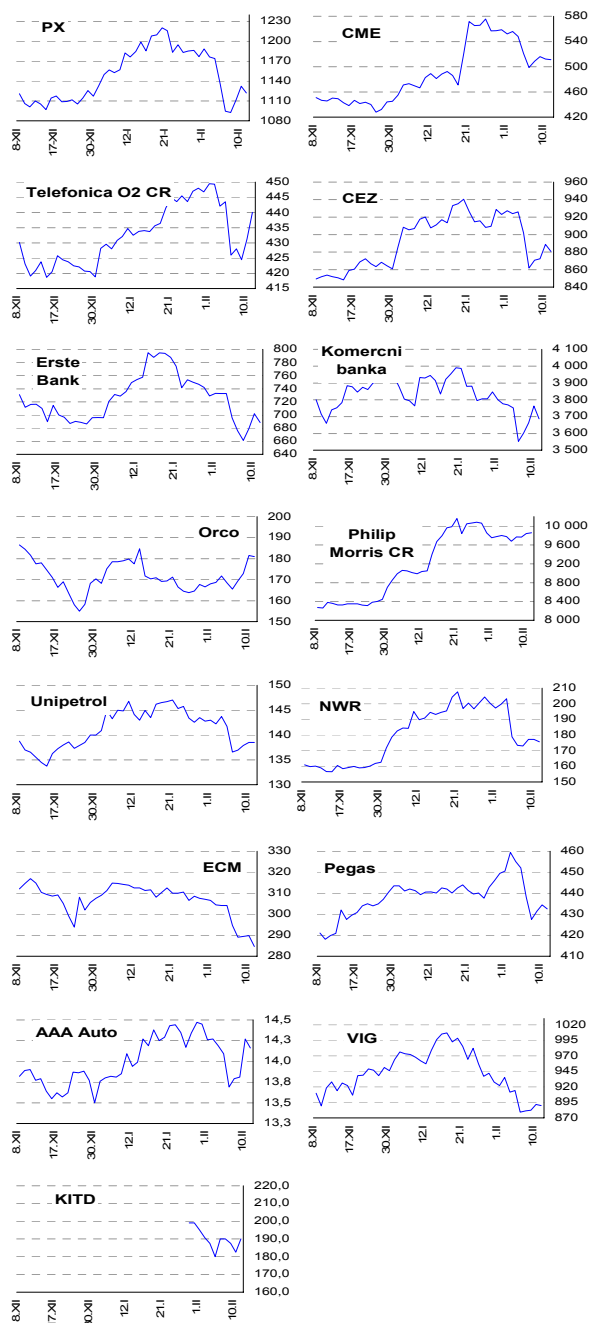 PX
1230
1200
1170
1140
1110
1080
8.XII
17.XII
30.XII
12.I
21.I
1.II
10.II
CME
580
540
500
460
420
8.XII
17.XII
30.XII
12.I
21.I
1.II
10.II
Telefonica O2 CR
450
445
440
435
430
425
420
415
8.XII
17.XII
30.XII
12.I
21.I
1.II
10.II
CEZ
960
940
920
900
880
860
840
8.XII
17.XII
30.XII
12.I
21.I
1.II
10.II
Erste
Bank
800
780
760
740
720
700
680
660
640
8.XII
17.XII
30.XII
12.I
21.I
1.II
10.II
Komercni
banka
4 100
4 000
3 900
3 800
3 700
3 600
3 500
8.XII
17.XII
30.XII
12.I
21.I
1.II
10.II
Orco
200
190
180
170
160
150
8.XII
17.XII
30.XII
12.I
21.I
1.II
10.II
Philip
Morris CR
10 000
9 600
9 200
8 800
8 400
8 000
8.XII
17.XII
30.XII
12.I
21.I
1.II
10.II
Unipetrol
150
145
140
135
130
8.XII
17.XII
30.XII
12.I
21.I
1.II
10.II
NWR
210
200
190
180
170
160
150
8.XII
17.XII
30.XII
12.I
21.I
1.II
10.II
ECM
330
320
310
300
290
280
8.XII
17.XII
30.XII
12.I
21.I
1.II
10.II
Pegas
460
450
440
430
420
410
8.XII
17.XII
30.XII
12.I
21.I
1.II
10.II
AAA Auto
14,5
14,3
14,0
13,8
13,5
13,3
8.XII
17.XII
30.XII
12.I
21.I
1.II
10.II
VIG
1020
995
970
945
920
895
870
8.XII
17.XII
30.XII
12.I
21.I
1.II
10.II
KITD
220,0
210,0
200,0
190,0
180,0
170,0
160,0
8.XII
17.XII
30.XII
12.I
21.I
1.II
10.II